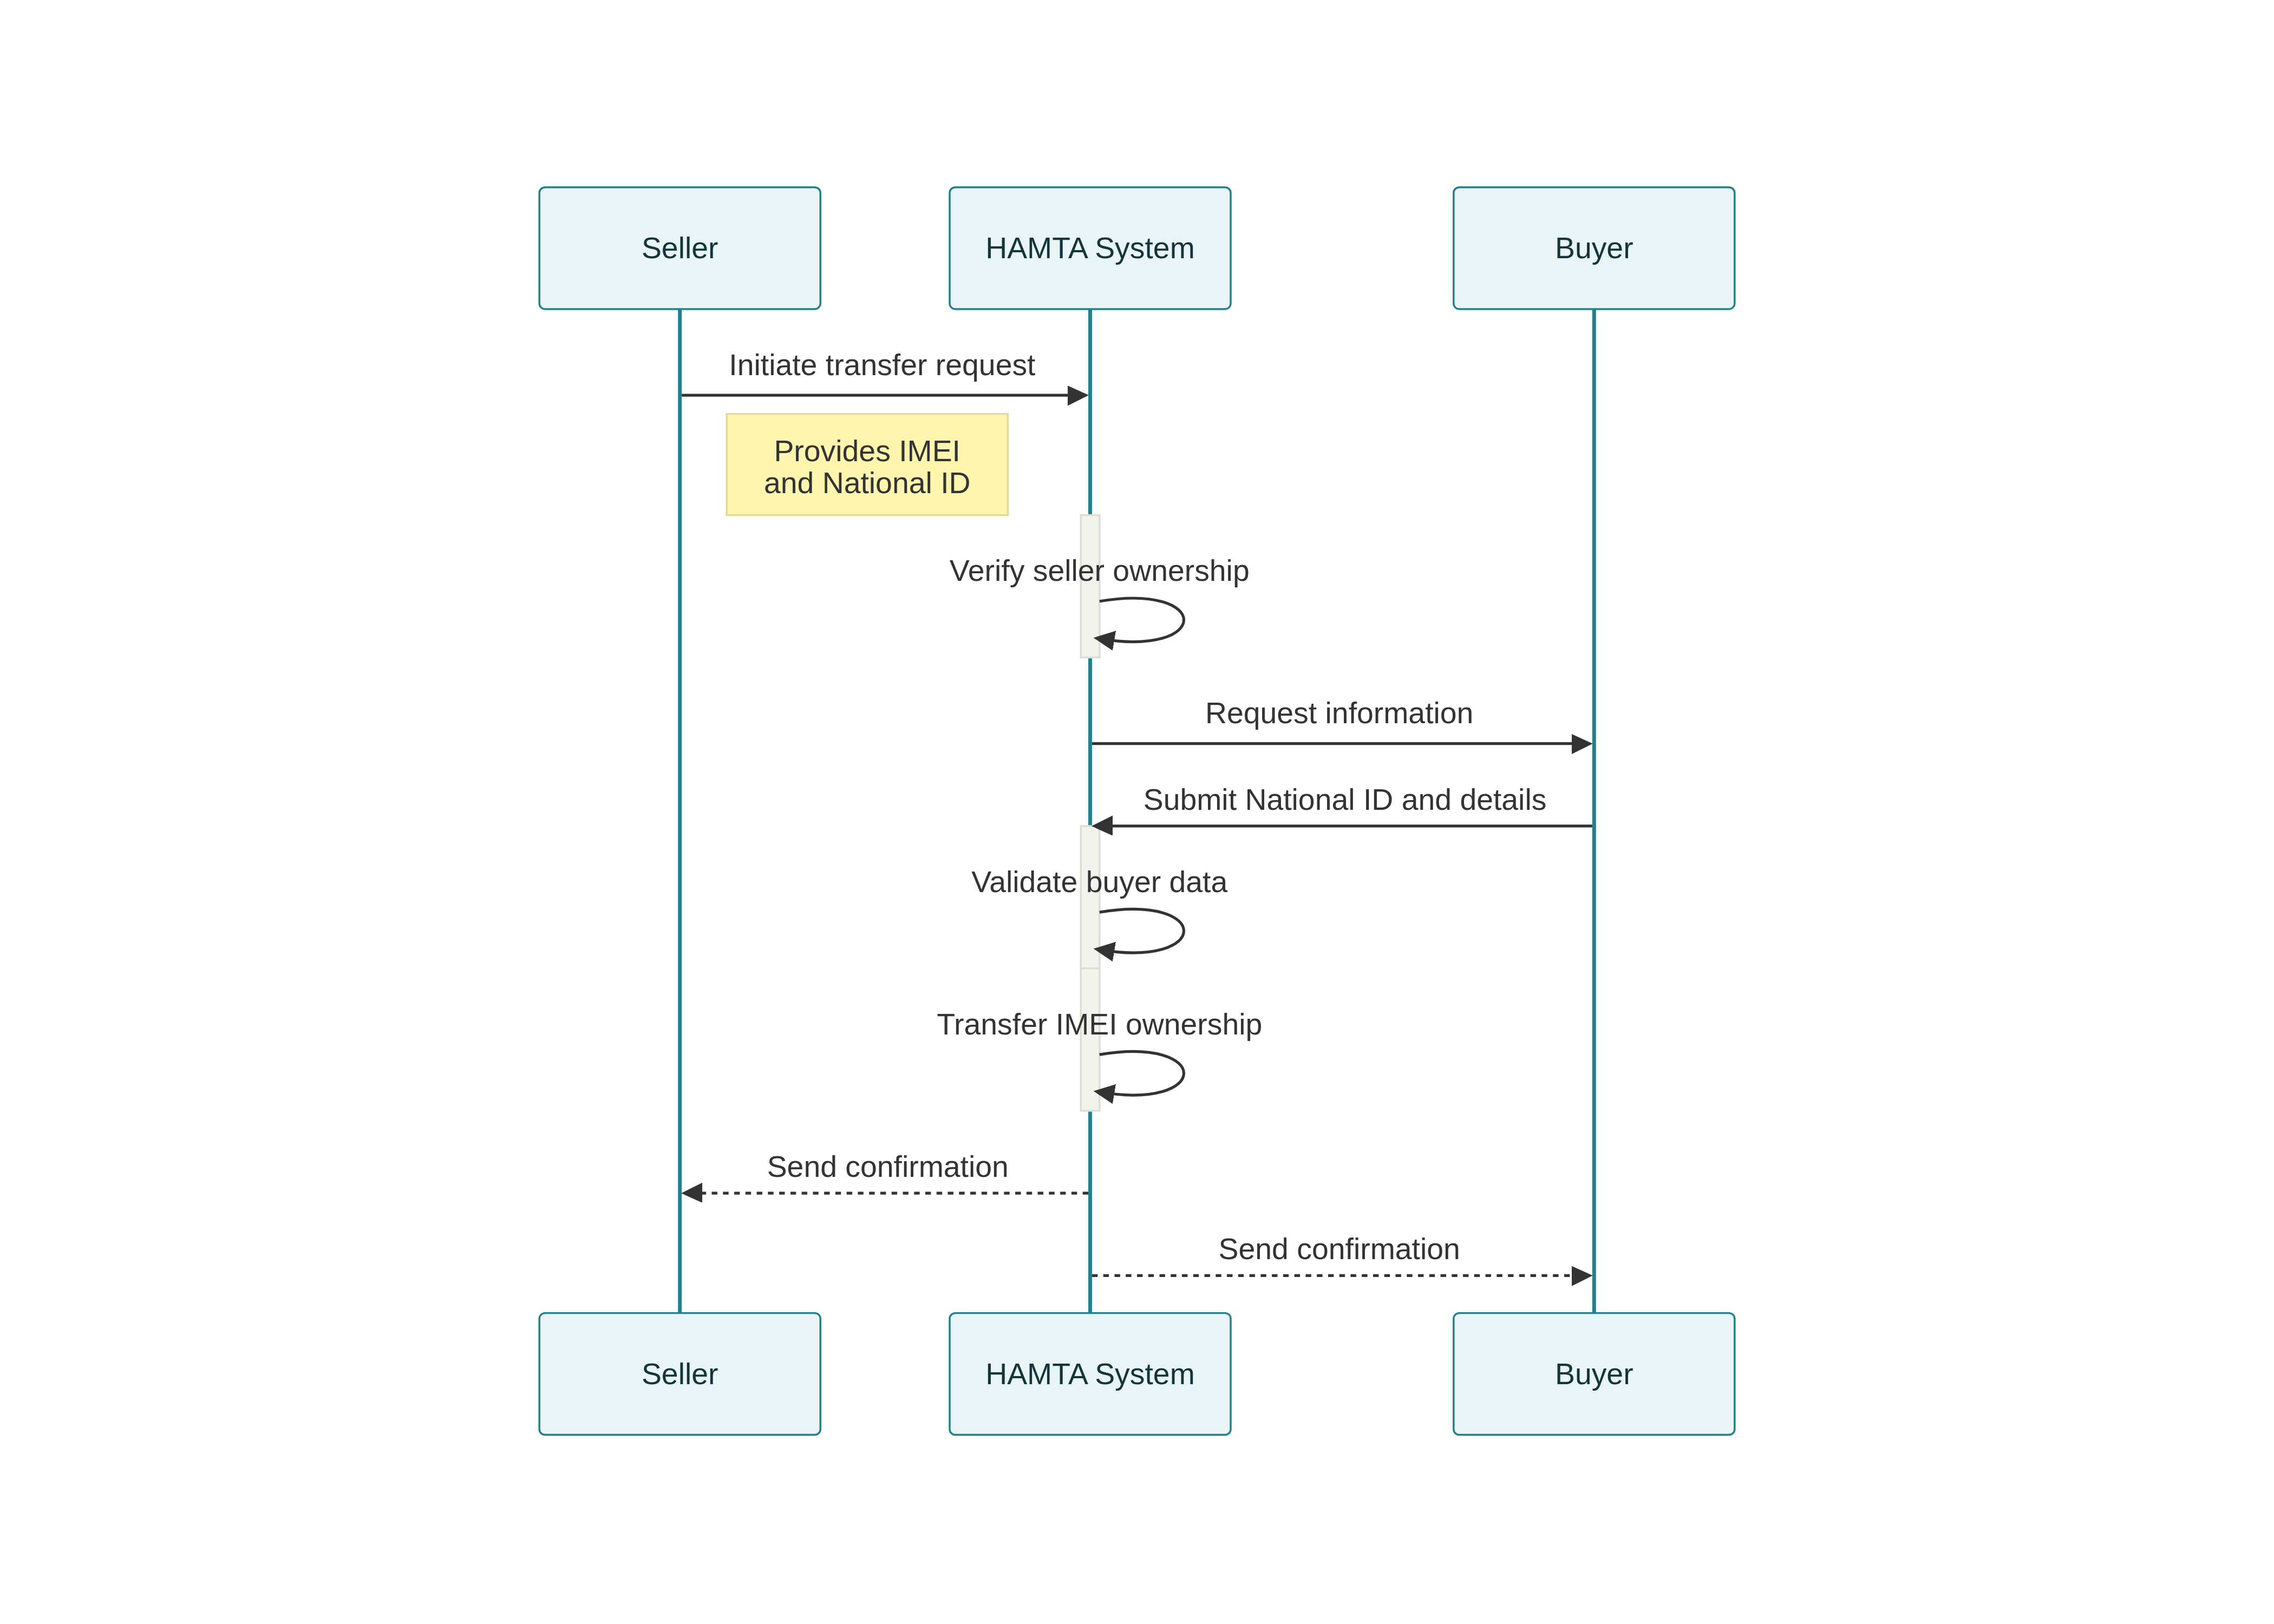 Seller
HAMTA System
Buyer
Initiate transfer request
Provides IMEI
and National ID
Verify seller ownership
Request information
Submit National ID and details
Validate buyer data
Transfer IMEI ownership
Send confirmation
Send confirmation
Seller
HAMTA System
Buyer